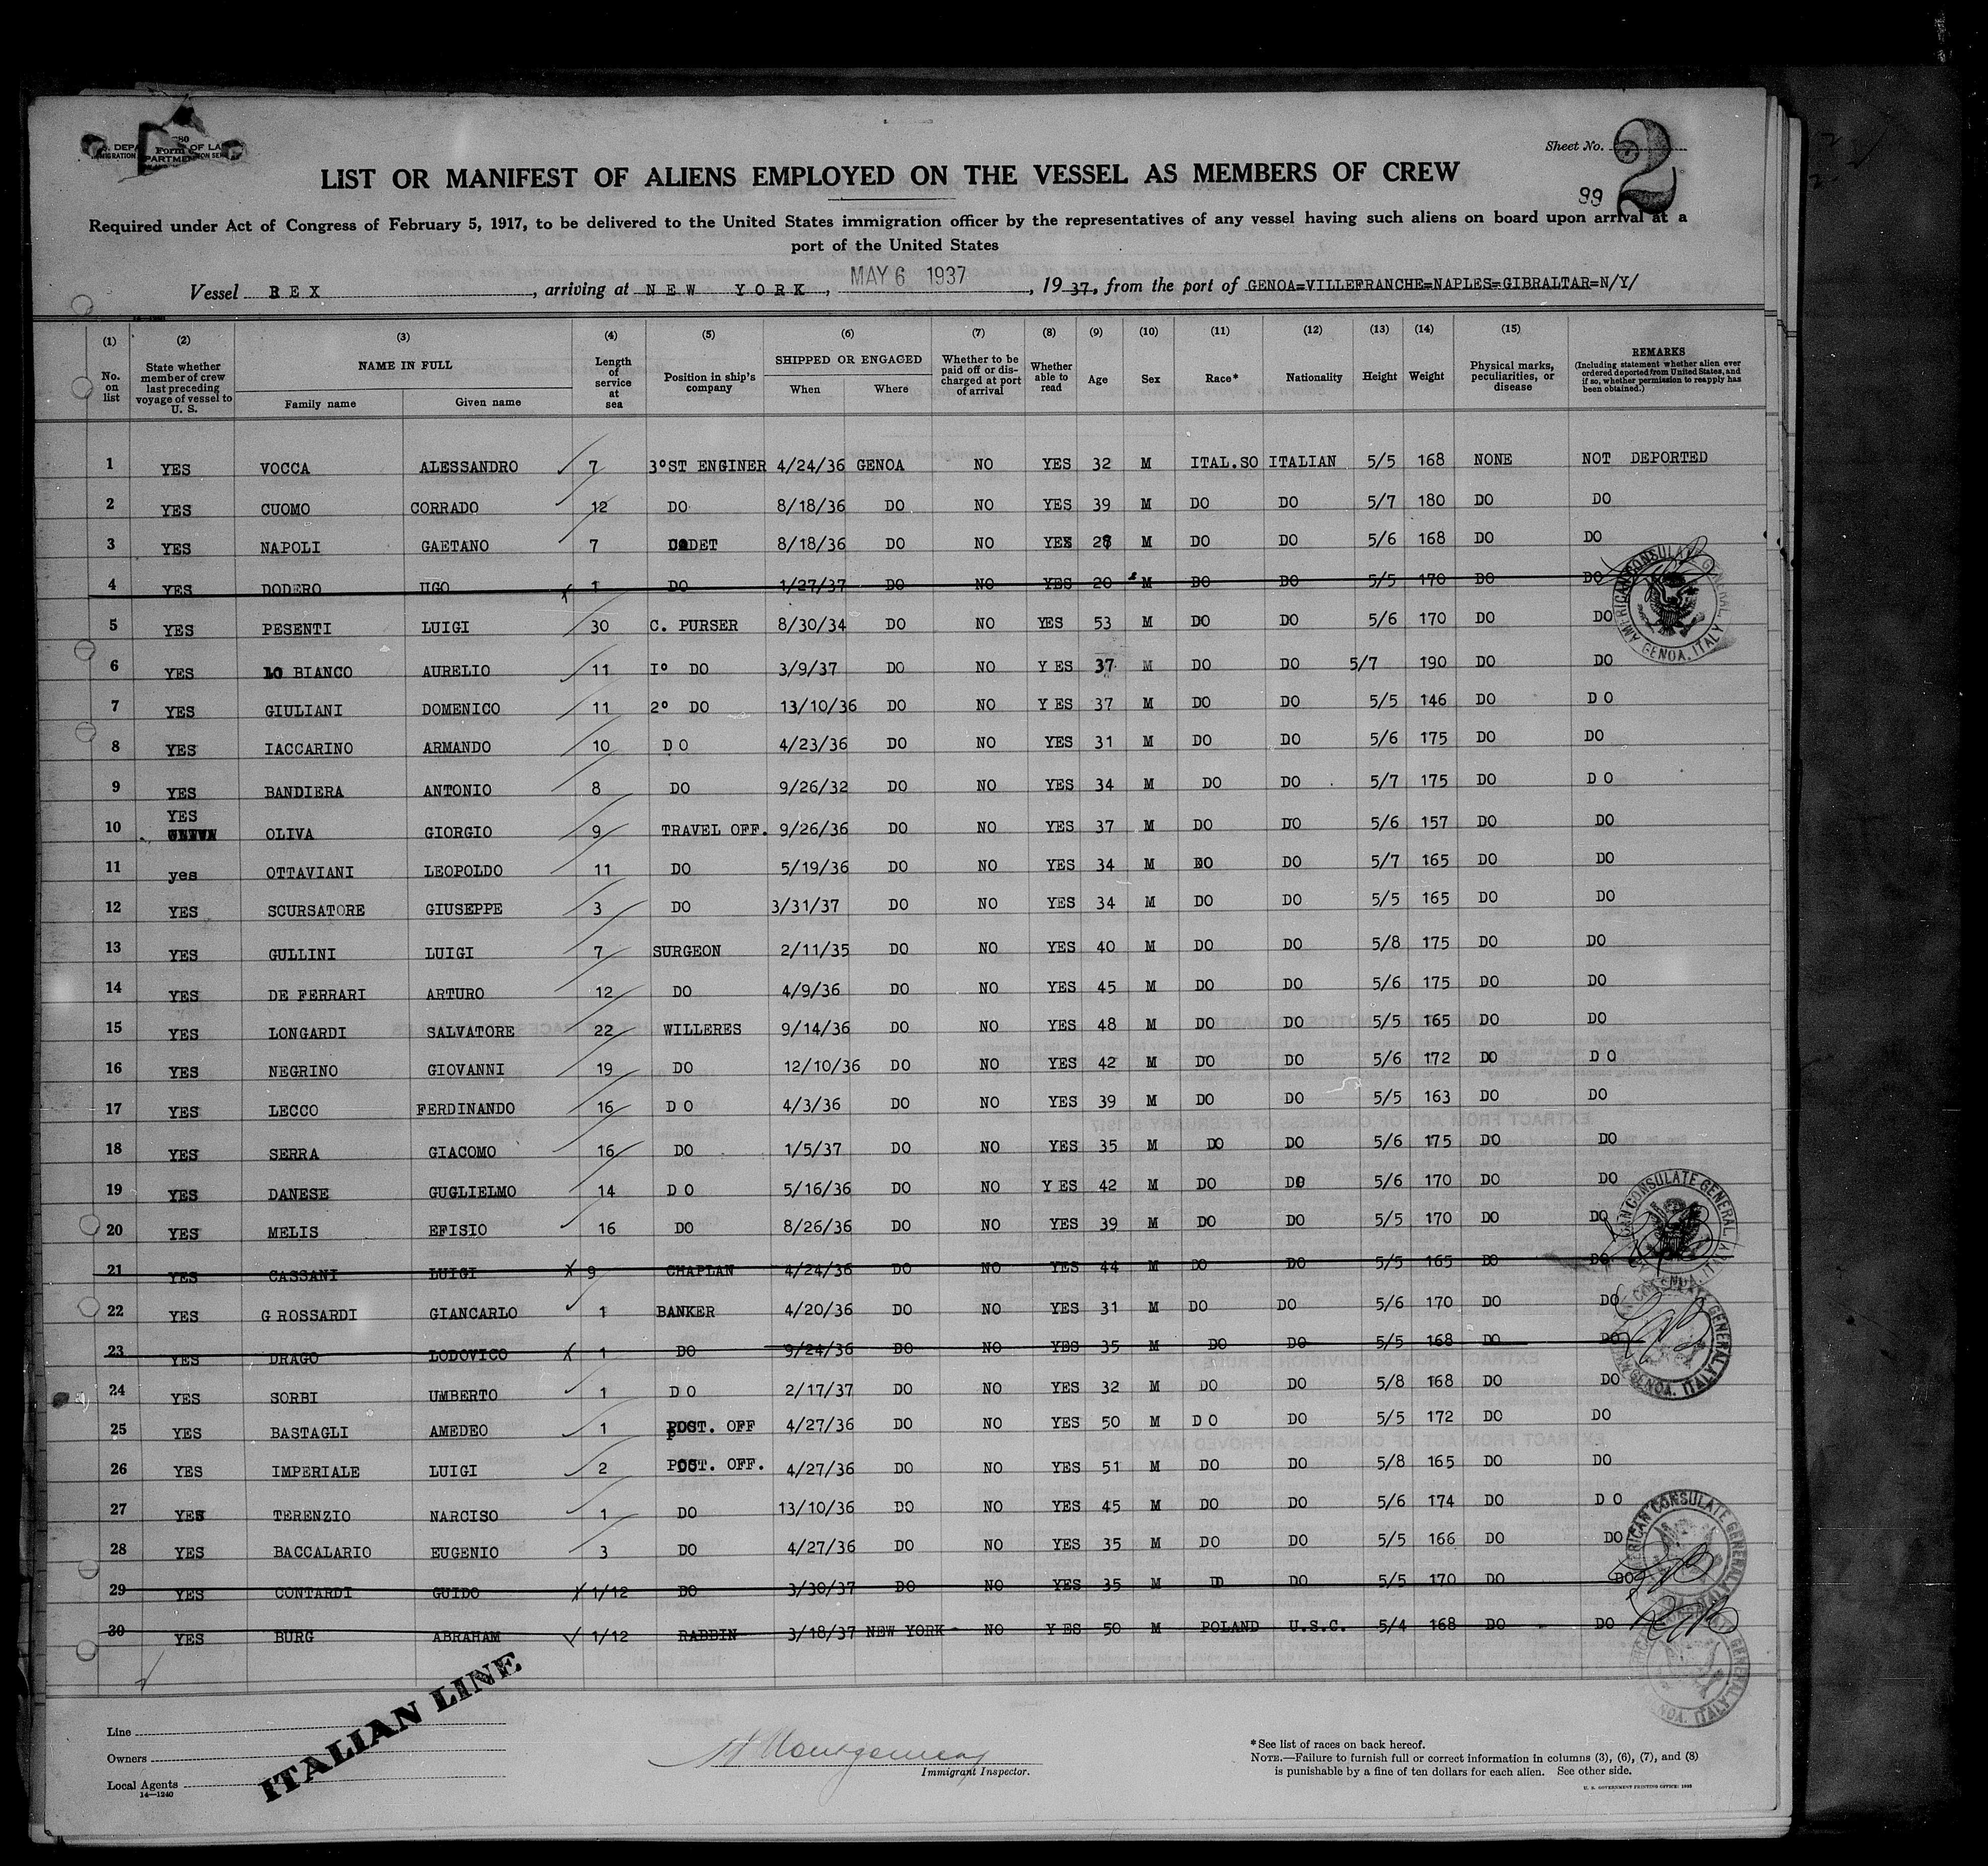 Form 680
LIST OR MANIFEST OF ALIENS EMPLOYED ON THE VESSEL AS MEMBERS OF CREW
Sheet No. 2
99
Required under Act of Congress of February 5, 1917, to be delivered to the United States immigration officer by the representatives of any vessel having such aliens on board upon arrival at a
port of the United States
Vessel REX, arriving at NEW YORK, MAY 6 1937, 1937, from the port of GENOA=VILLEFRANCHE=NAPLES=GIBRALTAR=N/Y/
(1) (2) (3) (4) (5) (6) (7) (8) (9) (10) (11) (12) (13) (14) (15)
No. on list
State whether member of crew last preceding voyage of vessel to U. S.
NAME IN FULL
Family name Given name
Length of service at sea
Position in ship's company
SHIPPED OR ENGAGED
When Where
Whether to be paid off or discharged at port of arrival
Whether able to read
Age
Sex
Race*
Nationality
Height
Weight
Physical marks, peculiarities, or disease
REMARKS
(Including statement whether alien ever ordered deported from United States, and if so, whether permission to reapply has been obtained.)
1 YES VOCCA ALESSANDRO 7 3°ST ENGINER 4/24/36 GENOA NO YES 32 M ITAL.SO ITALIAN 5/5 168 NONE NOT DEPORTED
2 YES CUOMO CORRADO 12 DO 8/18/36 DO NO YES 39 M DO DO 5/7 180 DO DO
3 YES NAPOLI GAETANO 7 CADET 8/18/36 DO NO YES 28 M DO DO 5/6 168 DO DO
4 YES DODERO UGO 1 DO 1/27/37 DO NO YES 20 M DO DO 5/5 170 DO DO
5 YES PESENTI LUIGI 30 C. PURSER 8/30/34 DO NO YES 53 M DO DO 5/6 170 DO DO
6 YES LO BIANCO AURELIO 11 I° DO 3/9/37 DO NO Y ES 37 M DO DO 5/7 190 DO DO
7 YES GIULIANI DOMENICO 11 2° DO 13/10/36 DO NO Y ES 37 M DO DO 5/5 146 DO D O
8 YES IACCARINO ARMANDO 10 D O 4/23/36 DO NO YES 31 M DO DO 5/6 175 DO DO
9 YES BANDIERA ANTONIO 8 DO 9/26/32 DO NO YES 34 M DO DO 5/7 175 DO D O
10 YES OLIVA GIORGIO 9 TRAVEL OFF. 9/26/36 DO NO YES 37 M DO DO 5/6 157 DO DO
11 yes OTTAVIANI LEOPOLDO 11 DO 5/19/36 DO NO YES 34 M DO DO 5/7 165 DO DO
12 YES SCURSATORE GIUSEPPE 3 DO 3/31/37 DO NO YES 34 M DO DO 5/5 165 DO DO
13 YES GULLINI LUIGI 7 SURGEON 2/11/35 DO NO YES 40 M DO DO 5/8 175 DO DO
14 YES DE FERRARI ARTURO 12 DO 4/9/36 DO NO YES 45 M DO DO 5/6 175 DO DO
15 YES LONGARDI SALVATORE 22 WILLERES 9/14/36 DO NO YES 48 M DO DO 5/5 165 DO DO
16 YES NEGRINO GIOVANNI 19 DO 12/10/36 DO NO YES 42 M DO DO 5/6 172 DO D O
17 YES LECCO FERDINANDO 16 D O 4/3/36 DO NO YES 39 M DO DO 5/5 163 DO DO
18 YES SERRA GIACOMO 16 DO 1/5/37 DO NO YES 35 M DO DO 5/6 175 DO DO
19 YES DANESE GUGLIELMO 14 D O 5/16/36 DO NO Y ES 42 M DO DO 5/6 170 DO DO
20 YES MELIS EFISIO 16 DO 8/26/36 DO NO YES 39 M DO DO 5/5 170 DO DO
21 YES CASSANI LUIGI 9 CHAPLAN 4/24/36 DO NO YES 44 M DO DO 5/5 165 DO DO
22 YES G ROSSARDI GIANCARLO 1 BANKER 4/20/36 DO NO YES 31 M DO DO 5/6 170 DO DO
23 YES DRAGO LODOVICO 1 DO 9/24/36 DO NO YES 35 M DO DO 5/5 168 DO DO
24 YES SORBI UMBERTO 1 D O 2/17/37 DO NO YES 32 M DO DO 5/8 168 DO DO
25 YES BASTAGLI AMEDEO 1 POST. OFF 4/27/36 DO NO YES 50 M D O DO 5/5 172 DO DO
26 YES IMPERIALE LUIGI 2 POST. OFF. 4/27/36 DO NO YES 51 M DO DO 5/8 165 DO DO
27 YES TERENZIO NARCISO 1 DO 13/10/36 DO NO YES 45 M DO DO 5/6 174 DO D O
28 YES BACCALARIO EUGENIO 3 DO 4/27/36 DO NO YES 35 M DO DO 5/5 166 DO DO
29 YES CONTARDI GUIDO 1/12 DO 3/30/37 DO NO YES 35 M D DO 5/5 170 DO DO
30 YES BURG ABRAHAM 1/12 RABBIN 3/18/37 NEW YORK NO Y ES 50 M POLAND U.S.C. 5/4 168 DO DO
AMERICAN CONSULATE GENERAL GENOA, ITALY
Line
Owners
Local Agents
14—1240
ITALIAN LINE
Montgomery
Immigrant Inspector.
*See list of races on back hereof.
NOTE.—Failure to furnish full or correct information in columns (3), (6), (7), and (8)
is punishable by a fine of ten dollars for each alien. See other side.
U. S. GOVERNMENT PRINTING OFFICE